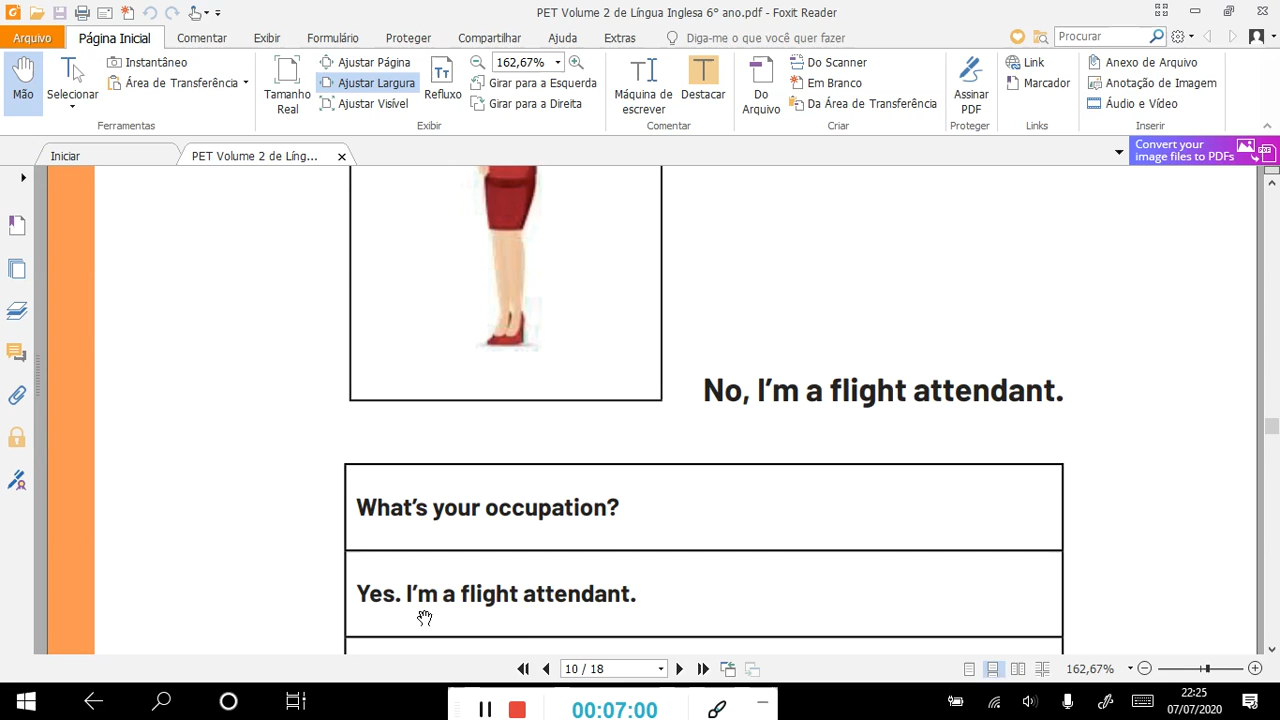 PET Volume 2 de Língua Inglesa 6° ano.pdf - Foxit Reader
Arquivo Página Inicial Comentar Exibir Formulário Proteger Compartilhar Ajuda Extras Diga-me o que você quer fazer Procurar
Mão
Selecionar
Instantâneo
Área de Transferência
Ferramentas
Tamanho Real
Ajustar Página
Ajustar Largura
Ajustar Visível
Refluxo
162,67%
Girar para a Esquerda
Girar para a Direita
Exibir
Máquina de escrever
Destacar
Comentar
Do Arquivo
Do Scanner
Em Branco
Da Área de Transferência
Criar
Assinar PDF
Proteger
Link
Marcador
Links
Anexo de Arquivo
Anotação de Imagem
Áudio e Vídeo
Inserir
Iniciar
PET Volume 2 de Líng...
Convert your
image files to PDFs
No, I'm a flight attendant.
What's your occupation?
Yes. I'm a flight attendant.
10 / 18
162,67%
00:07:00
22:25
07/07/2020